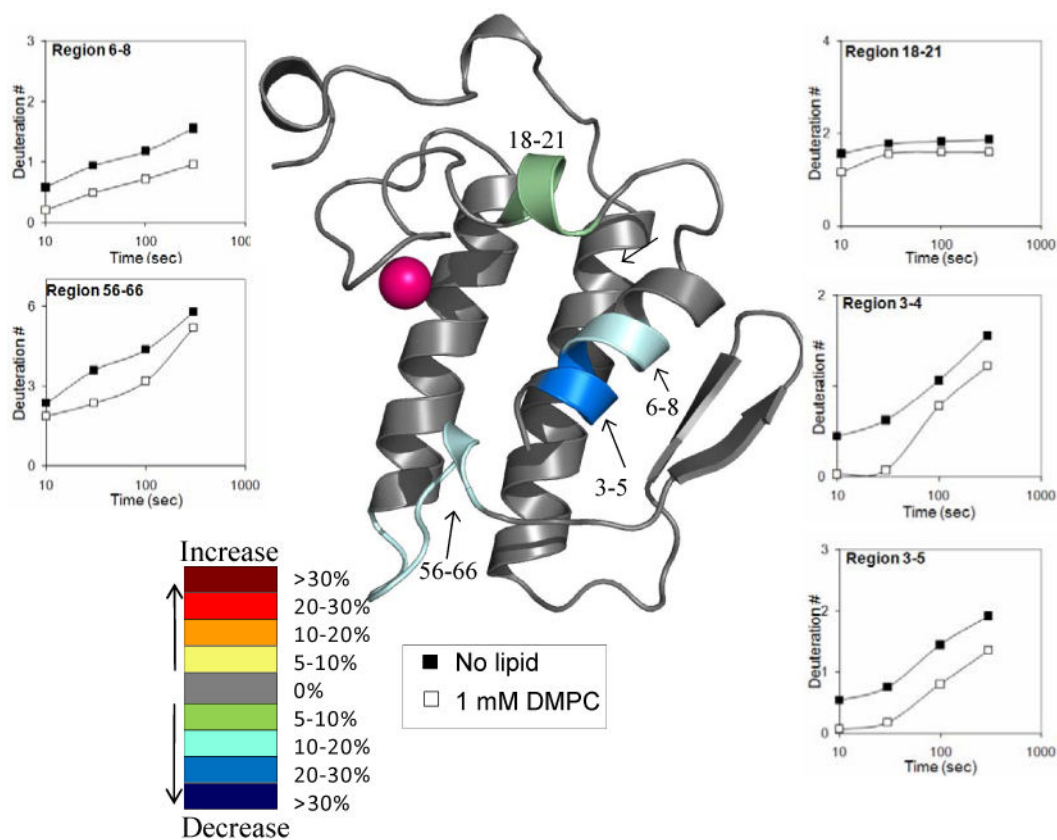 Region 6-8
3
2
1
0
Deuteration #
10
100
100
Time (sec)
Region 56-66
6
3
0
Deuteration #
10
100
1000
Time (sec)
18-21
6-8
3-5
56-66
Region 18-21
4
2
0
Deuteration #
10
100
1000
Time (sec)
Region 3-4
2
0
Deuteration #
10
100
1000
Time (sec)
Region 3-5
3
2
1
0
Deuteration #
10
100
1000
Time (sec)
Increase
>30%
20-30%
10-20%
5-10%
0%
5-10%
10-20%
20-30%
>30%
Decrease
No lipid
1 mM DMPC